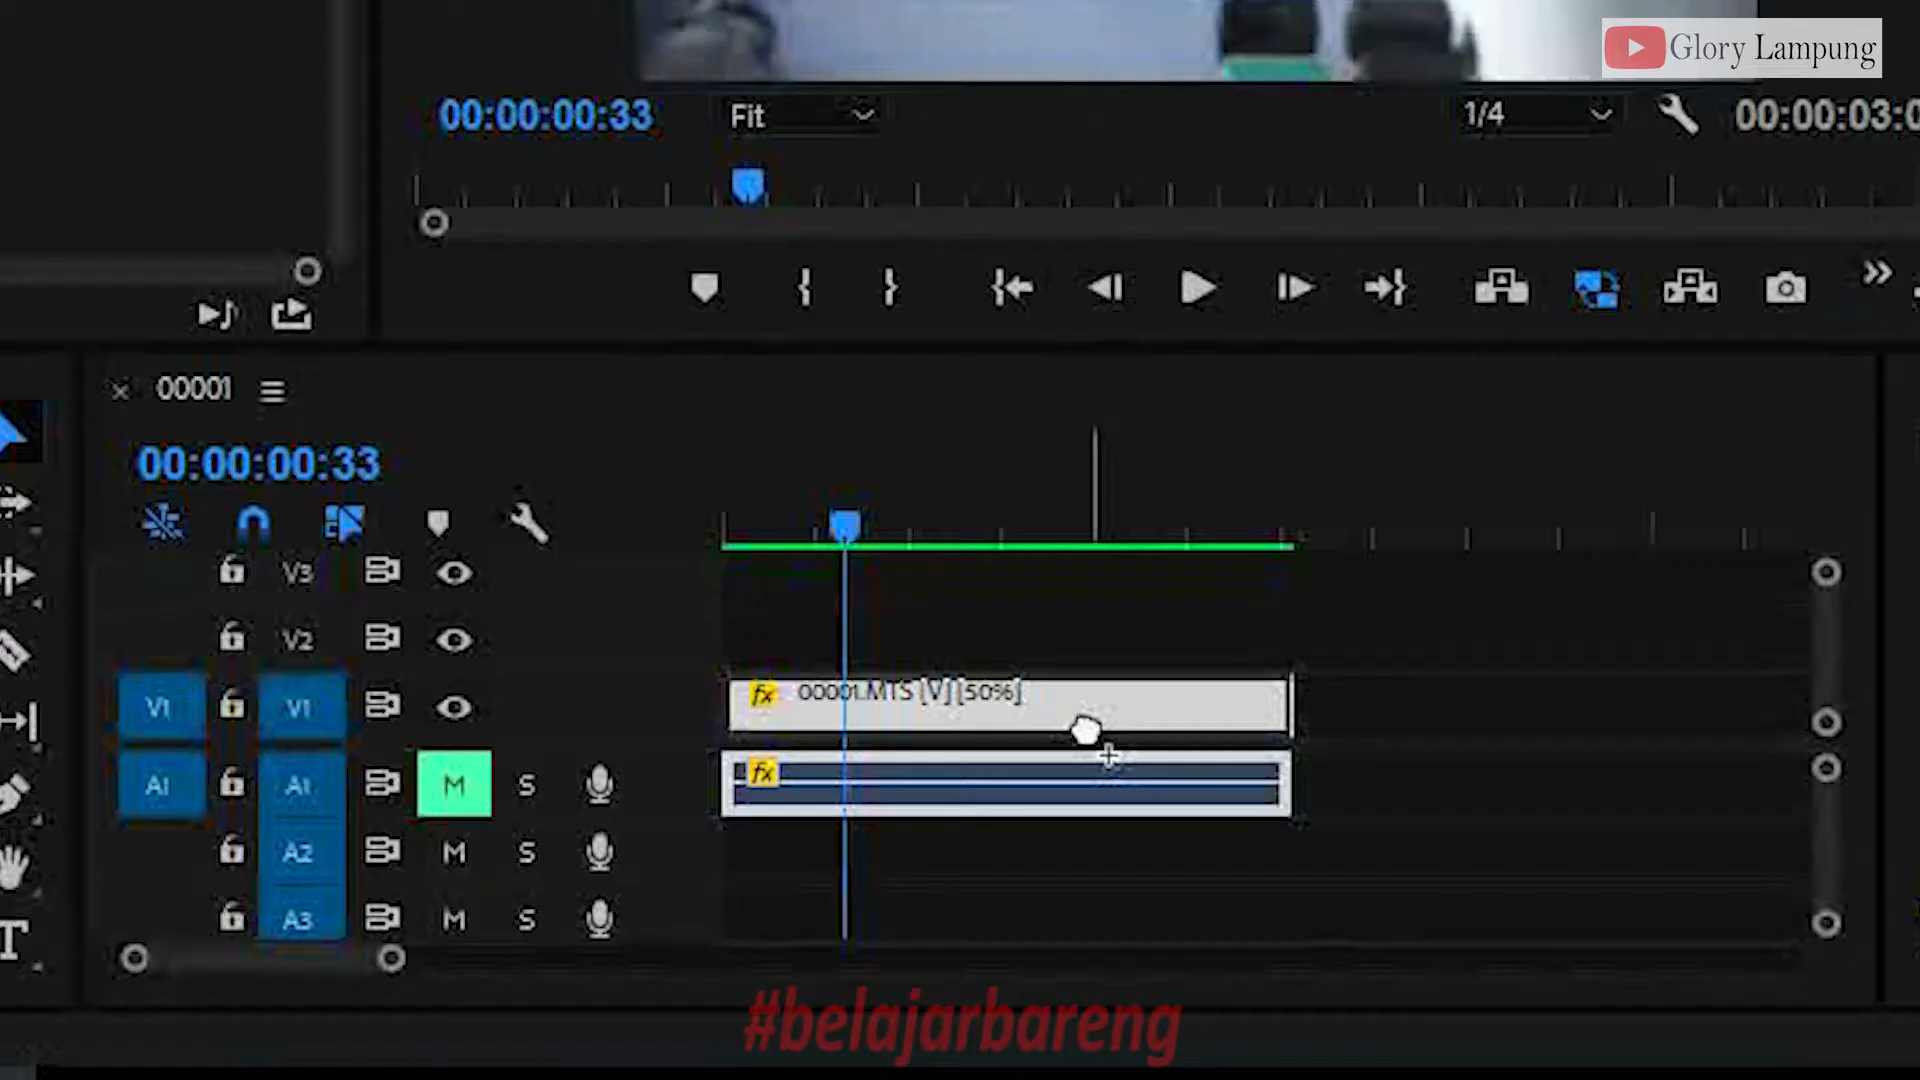 Glory Lampung
00:00:00:33 Fit 1/4 00:00:03:0
00001
00:00:00:33
V3
V2
V1 V1 fx 00001.MTS [V] [50%]
A1 A1 M S fx
A2 M S
A3 M S
#belajarbareng